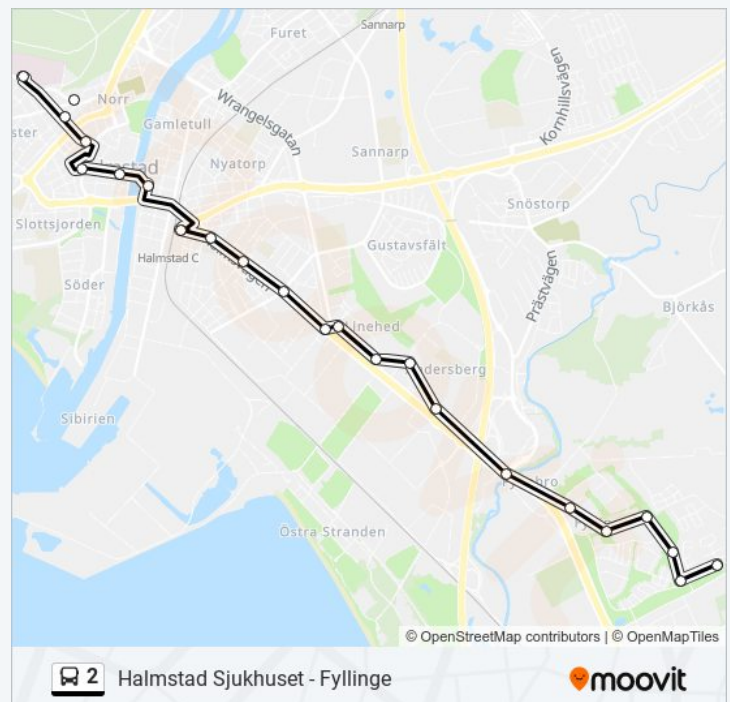 Sannarp
Furet
Norr
Wrangelsgatan
Kornhillsvägen
Gamletull
Sannarp
Nyatorp
Snöstorp
Slottsjorden
Gustavsfält
Halmstad C
Prästvägen
Söder
Björkås
Linehed
Andersberg
Sibirien
Östra Stranden
© OpenStreetMap contributors | © OpenMapTiles
2 Halmstad Sjukhuset - Fyllinge
moovit